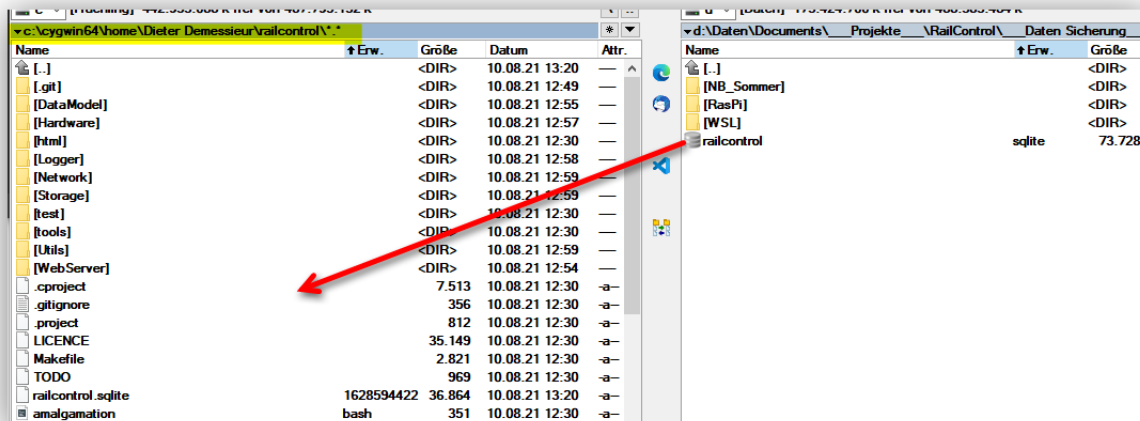 c:\cygwin64\home\Dieter Demessieur\railcontrol\*.* * ▼
Name ↑Erw. Größe Datum Attr.
[..] <DIR> 10.08.21 13:20 —
[.git] <DIR> 10.08.21 12:49 —
[DataModel] <DIR> 10.08.21 12:55 —
[Hardware] <DIR> 10.08.21 12:57 —
[html] <DIR> 10.08.21 12:30 —
[Logger] <DIR> 10.08.21 12:58 —
[Network] <DIR> 10.08.21 12:59 —
[Storage] <DIR> 10.08.21 12:59 —
[test] <DIR> 10.08.21 12:30 —
[tools] <DIR> 10.08.21 12:30 —
[Utils] <DIR> 10.08.21 12:59 —
[WebServer] <DIR> 10.08.21 12:54 —
.cproject 7.513 10.08.21 12:30 -a—
.gitignore 356 10.08.21 12:30 -a—
.project 812 10.08.21 12:30 -a—
LICENCE 35.149 10.08.21 12:30 -a—
Makefile 2.821 10.08.21 12:30 -a—
TODO 969 10.08.21 12:30 -a—
railcontrol.sqlite 1628594422 36.864 10.08.21 13:20 -a—
amalgamation bash 351 10.08.21 12:30 -a—
d:\Daten\Documents\___Projekte___\RailControl\___Daten Sicherung___
Name ↑Erw. Größe
[..] <DIR>
[NB_Sommer] <DIR>
[RasPi] <DIR>
[WSL] <DIR>
railcontrol sqlite 73.728